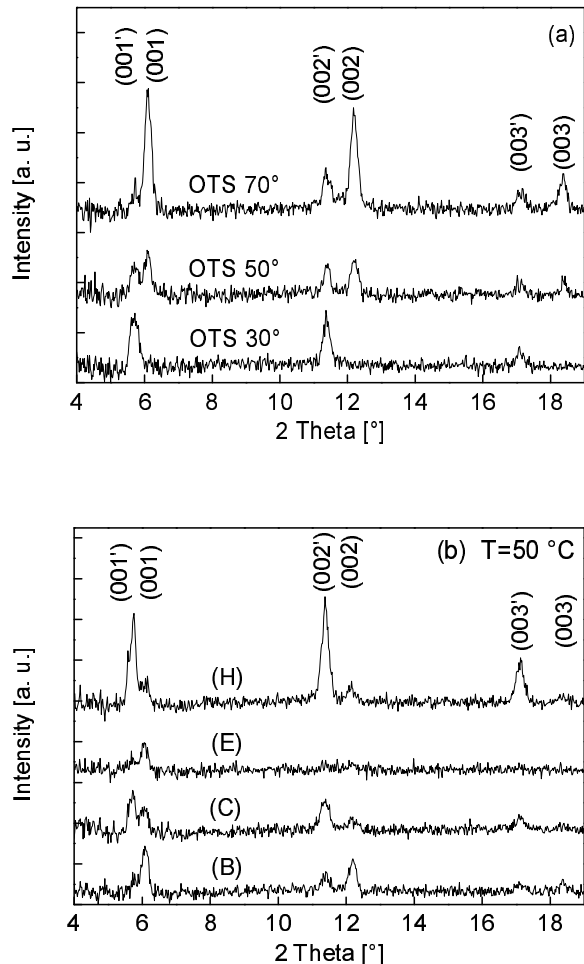 (a)
(001')
(001)
(002')
(002)
(003')
(003)
OTS 70°
OTS 50°
OTS 30°
Intensity [a. u.]
4 6 8 10 12 14 16 18
2 Theta [°]
(b) T=50 °C
(001')
(001)
(002')
(002)
(003')
(003)
(H)
(E)
(C)
(B)
Intensity [a. u.]
4 6 8 10 12 14 16 18
2 Theta [°]